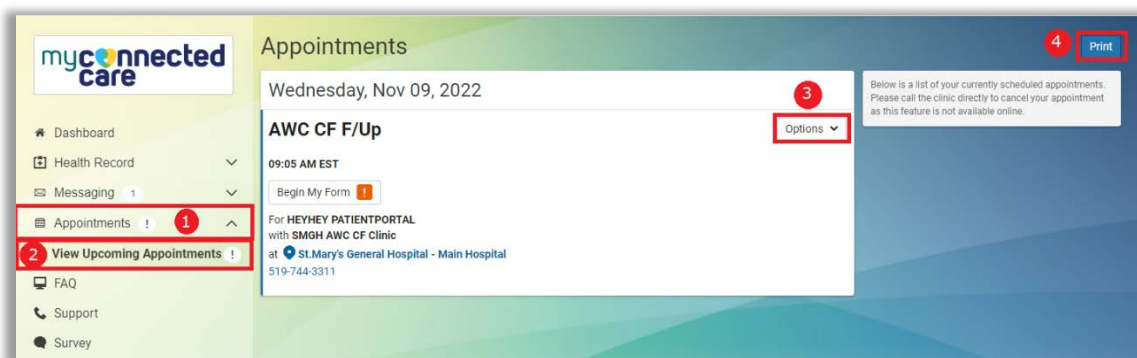 myconnected
care
Dashboard
Health Record
Messaging 1
Appointments ! 1
2 View Upcoming Appointments !
FAQ
Support
Survey
Appointments
Wednesday, Nov 09, 2022
3
AWC CF F/Up
Options
09:05 AM EST
Begin My Form !
For HEYHEY PATIENTPORTAL
with SMGH AWC CF Clinic
at St.Mary's General Hospital - Main Hospital
519-744-3311
4 Print
Below is a list of your currently scheduled appointments.
Please call the clinic directly to cancel your appointment
as this feature is not available online.